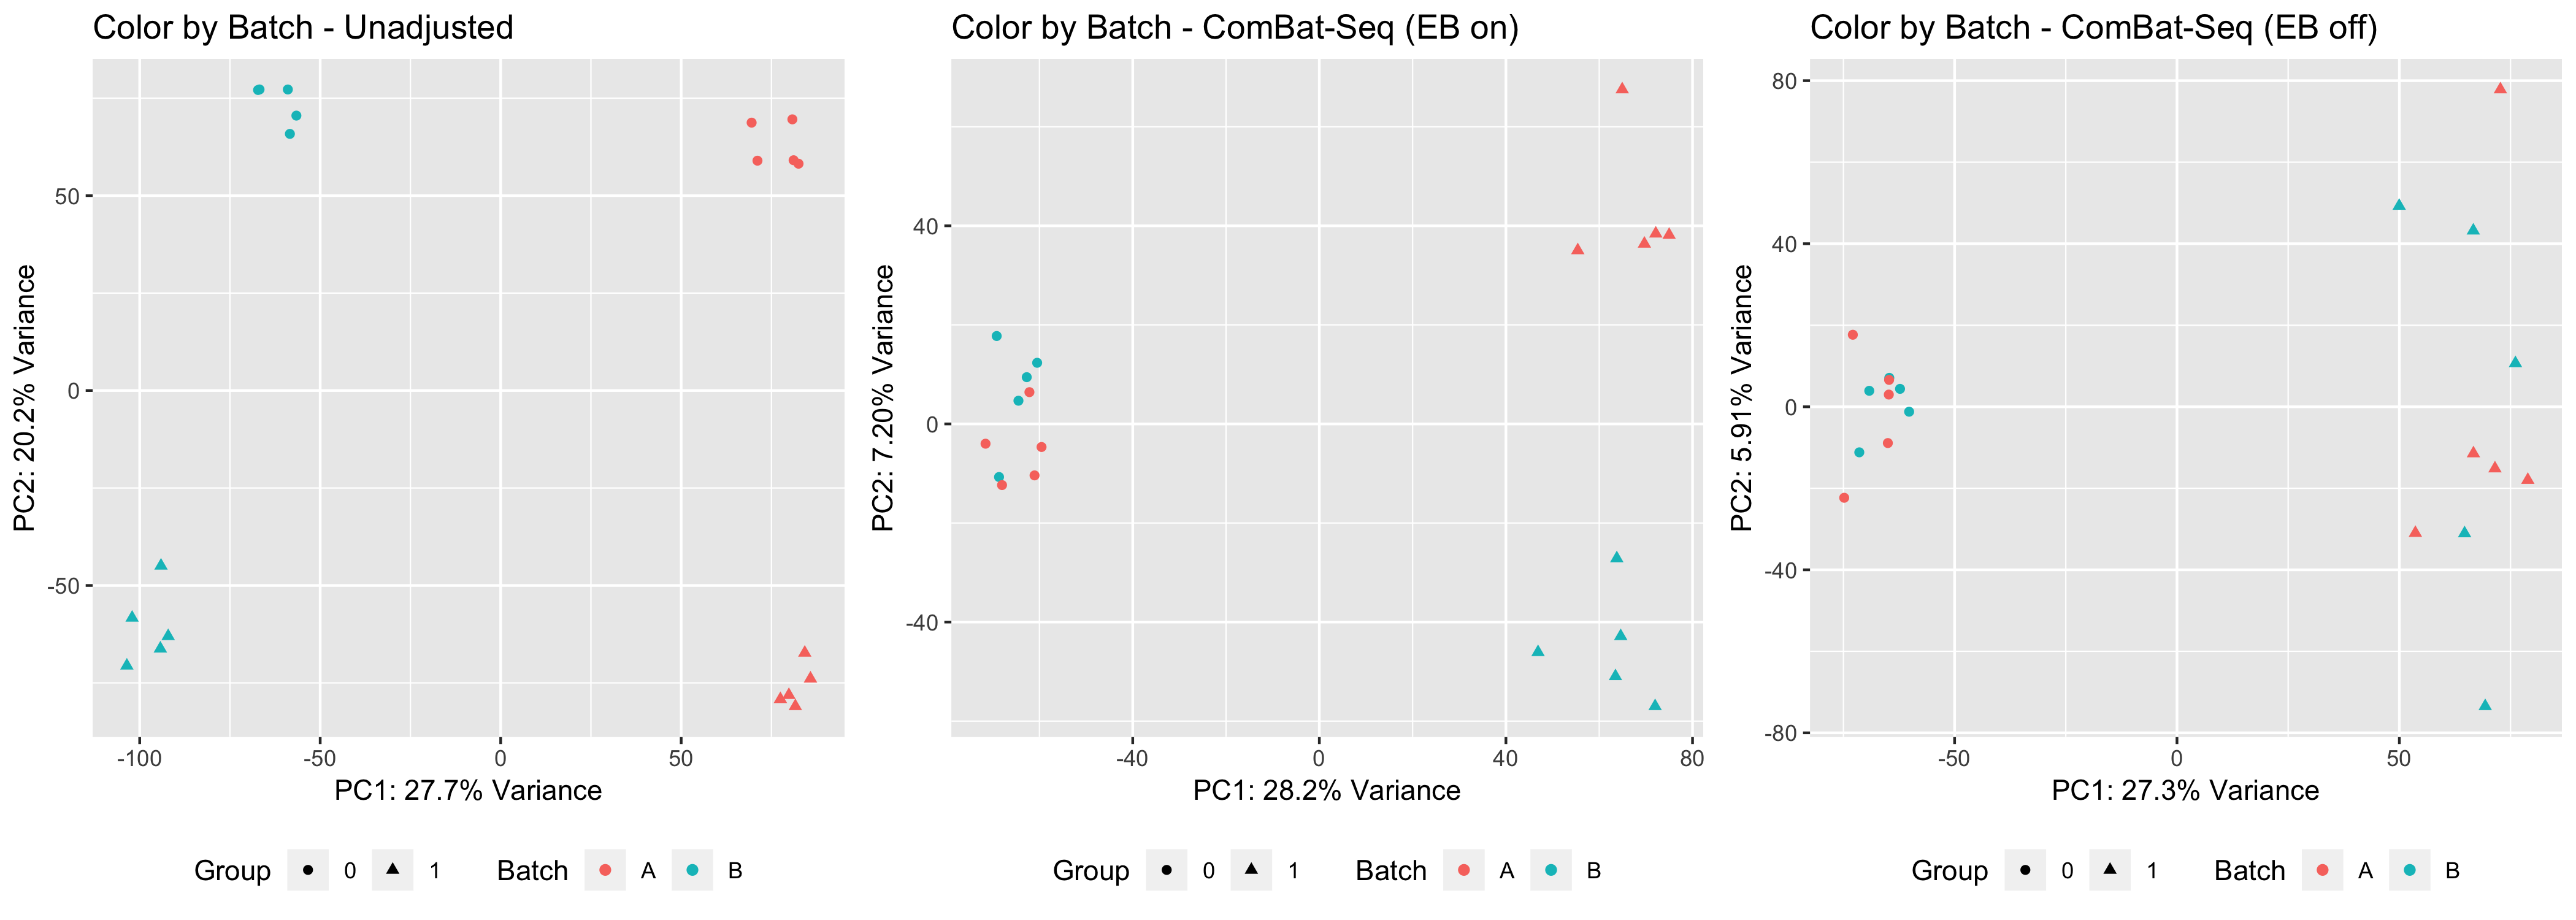 Color by Batch - Unadjusted
50
0
-50
PC2: 20.2% Variance
-100 -50 0 50
PC1: 27.7% Variance
Group 0 1 Batch A B
Color by Batch - ComBat-Seq (EB on)
40
0
-40
PC2: 7.20% Variance
-40 0 40 80
PC1: 28.2% Variance
Group 0 1 Batch A B
Color by Batch - ComBat-Seq (EB off)
80
40
0
-40
-80
PC2: 5.91% Variance
-50 0 50
PC1: 27.3% Variance
Group 0 1 Batch A B